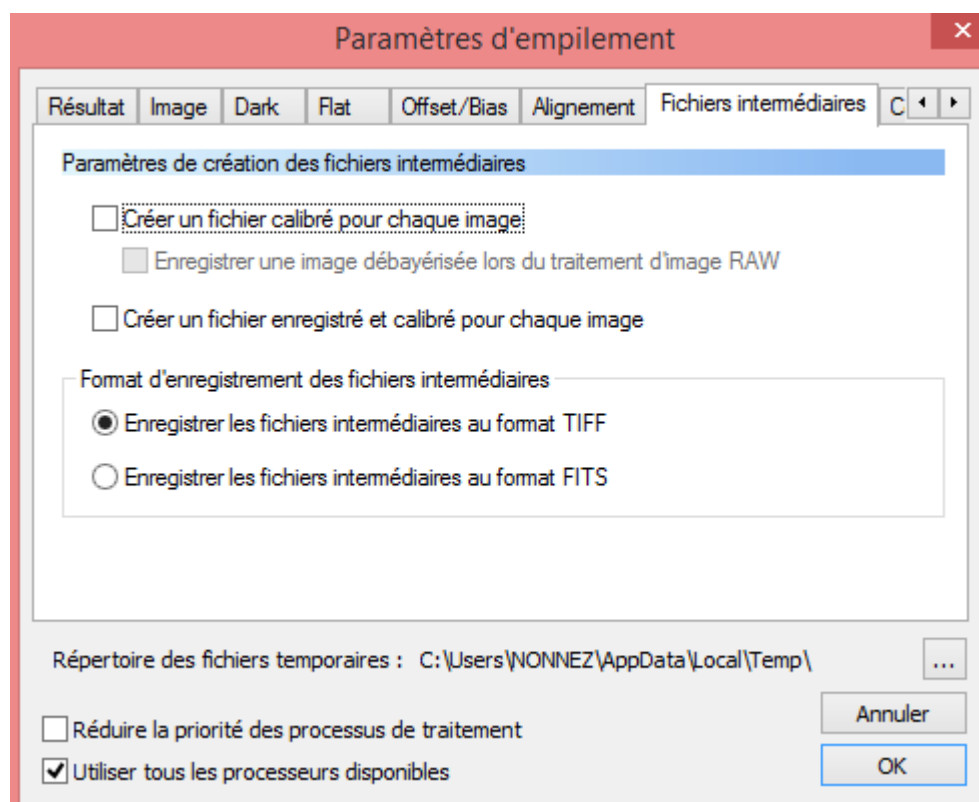 Paramètres d'empilement
Résultat Image Dark Flat Offset/Bias Alignement Fichiers intermédiaires C
Paramètres de création des fichiers intermédiaires
Créer un fichier calibré pour chaque image
Enregistrer une image débayérisée lors du traitement d'image RAW
Créer un fichier enregistré et calibré pour chaque image
Format d'enregistrement des fichiers intermédiaires
Enregistrer les fichiers intermédiaires au format TIFF
Enregistrer les fichiers intermédiaires au format FITS
Répertoire des fichiers temporaires : C:\Users\NONNEZ\AppData\Local\Temp\ ...
Annuler
Réduire la priorité des processus de traitement
Utiliser tous les processeurs disponibles
OK